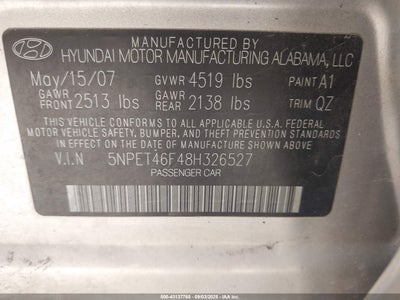 MANUFACTURED BY
HYUNDAI MOTOR MANUFACTURING ALABAMA, LLC
May/15/07 GVWR 4519 lbs PAINT A1
GAWR FRONT 2513 lbs GAWR REAR 2138 lbs TRIM QZ
THIS VEHICLE CONFORMS TO ALL APPLICABLE U.S. FEDERAL
MOTOR VEHICLE SAFETY, BUMPER, AND THEFT PREVENTION
STANDARDS IN EFFECT ON THE DATE OF MANUFACTURE
SHOWN ABOVE.
V.I.N 5NPET46F48H326527
PASSENGER CAR